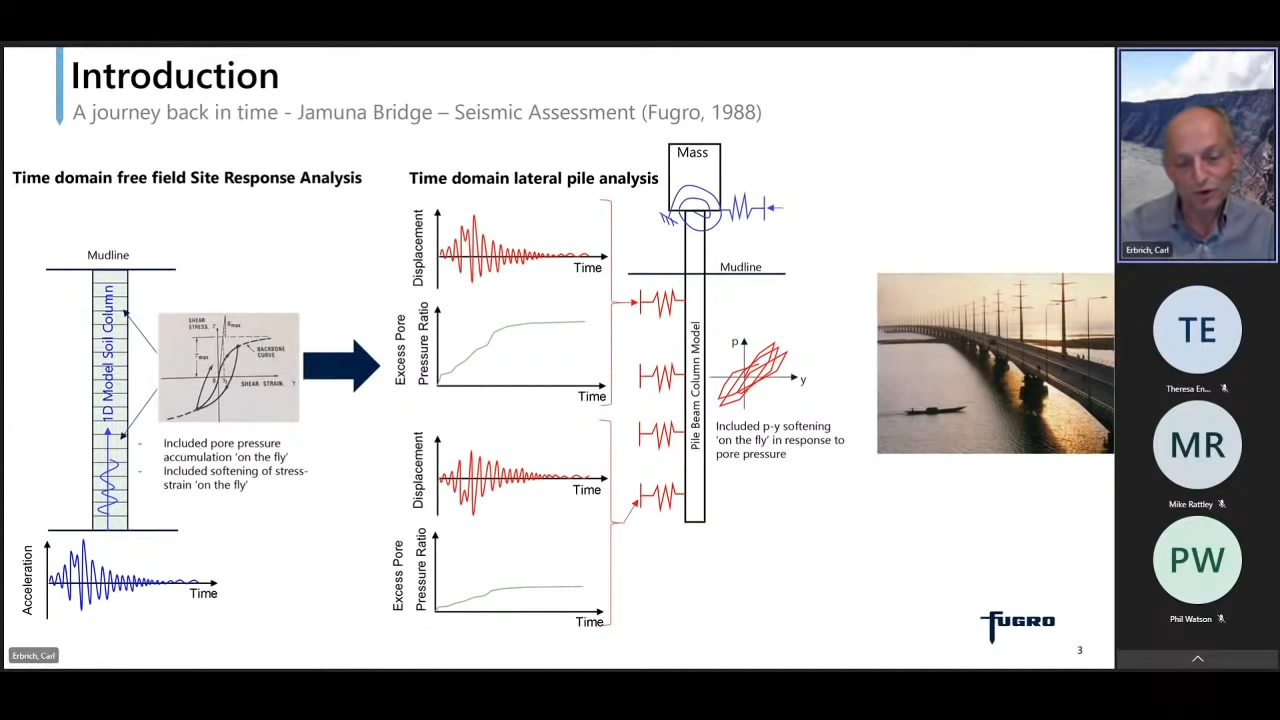 Introduction
A journey back in time - Jamuna Bridge – Seismic Assessment (Fugro, 1988)
Time domain free field Site Response Analysis
Mudline
1D Model Soil Column
SHEAR
STRESS.
BACKBONE
CURVE
SHEAR STRAIN.
- Included pore pressure
accumulation 'on the fly'
- Included softening of stress-
strain 'on the fly'
Acceleration
Time
Time domain lateral pile analysis
Displacement
Time
Excess Pore
Pressure Ratio
Time
Displacement
Time
Excess Pore
Pressure Ratio
Time
Mass
Mudline
Pile Beam Column Model
p
y
Included p-y softening
'on the fly' in response to
pore pressure
FUGRO
3
Erbrich, Carl
Erbrich, Carl
TE
Theresa En...
MR
Mike Rattley
PW
Phil Watson